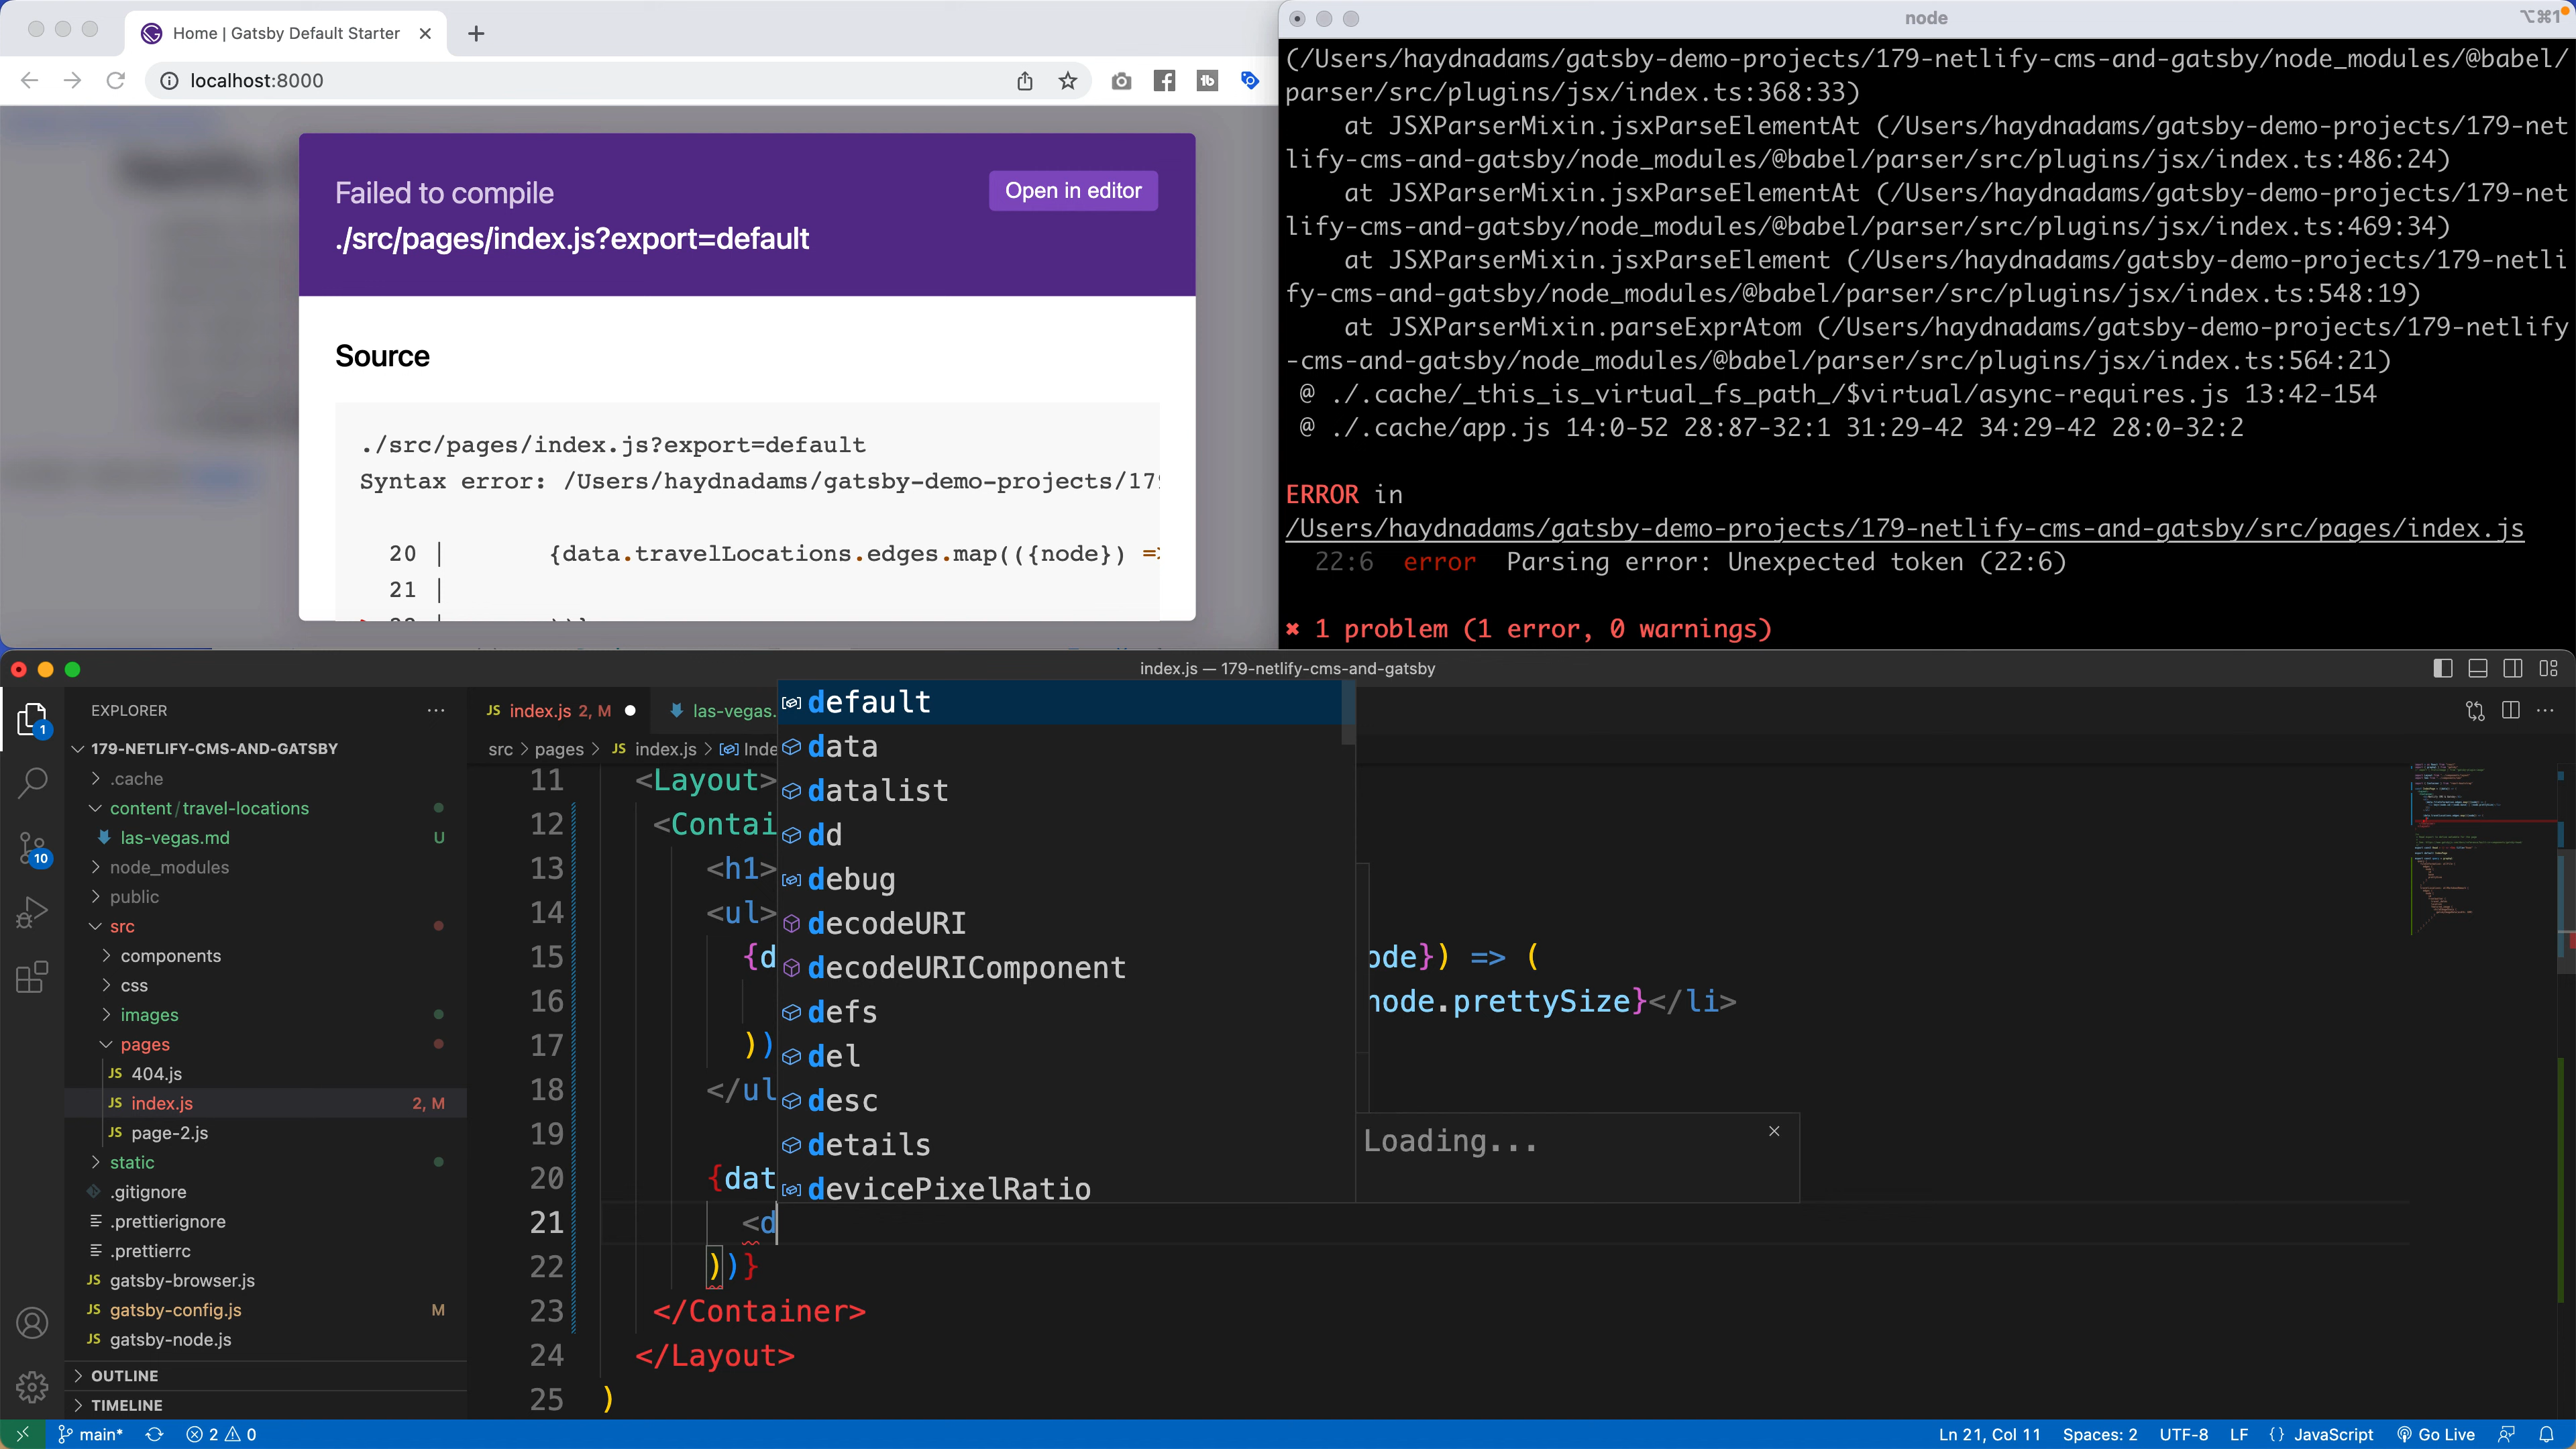 Home | Gatsby Default Starter
localhost:8000
Failed to compile
Open in editor
./src/pages/index.js?export=default
Source
./src/pages/index.js?export=default
Syntax error: /Users/haydnadams/gatsby-demo-projects/179
20 | {data.travelLocations.edges.map(({node}) =>
21 |
node
⌥⌘1
(/Users/haydnadams/gatsby-demo-projects/179-netlify-cms-and-gatsby/node_modules/@babel/
parser/src/plugins/jsx/index.ts:368:33)
at JSXParserMixin.jsxParseElementAt (/Users/haydnadams/gatsby-demo-projects/179-net
lify-cms-and-gatsby/node_modules/@babel/parser/src/plugins/jsx/index.ts:486:24)
at JSXParserMixin.jsxParseElementAt (/Users/haydnadams/gatsby-demo-projects/179-net
lify-cms-and-gatsby/node_modules/@babel/parser/src/plugins/jsx/index.ts:469:34)
at JSXParserMixin.jsxParseElement (/Users/haydnadams/gatsby-demo-projects/179-netli
fy-cms-and-gatsby/node_modules/@babel/parser/src/plugins/jsx/index.ts:548:19)
at JSXParserMixin.parseExprAtom (/Users/haydnadams/gatsby-demo-projects/179-netlify
-cms-and-gatsby/node_modules/@babel/parser/src/plugins/jsx/index.ts:564:21)
@ ./.cache/_this_is_virtual_fs_path_/$virtual/async-requires.js 13:42-154
@ ./.cache/app.js 14:0-52 28:87-32:1 31:29-42 34:29-42 28:0-32:2
ERROR in
/Users/haydnadams/gatsby-demo-projects/179-netlify-cms-and-gatsby/src/pages/index.js
22:6 error Parsing error: Unexpected token (22:6)
✖ 1 problem (1 error, 0 warnings)
index.js — 179-netlify-cms-and-gatsby
EXPLORER
179-NETLIFY-CMS-AND-GATSBY
.cache
content/travel-locations
las-vegas.md U
node_modules
public
src
components
css
images
pages
JS 404.js
JS index.js 2, M
JS page-2.js
static
.gitignore
.prettierignore
.prettierrc
JS gatsby-browser.js
JS gatsby-config.js M
JS gatsby-node.js
OUTLINE
TIMELINE
1
10
JS index.js 2, M
las-vegas.
src > pages > JS index.js > Inde
11 <Layout>
12 <Contai
13 <h1>
14 <ul>
15 {d ode}) => (
16 node.prettySize}</li>
17 ))
18 </ul
19
20 {dat
21 <d
22 ))}
23 </Container>
24 </Layout>
25 )
default
data
datalist
dd
debug
decodeURI
decodeURIComponent
defs
del
desc
details
devicePixelRatio
Loading...
main*
2 0
Ln 21, Col 11
Spaces: 2
UTF-8
LF
{} JavaScript
Go Live